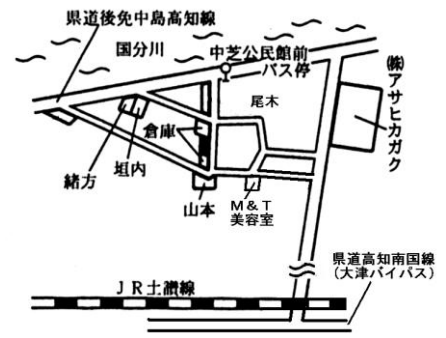 県道後免中島高知線
国分川
中芝公民館前
バス停
尾木
(株)アサヒカガク
倉庫
緒方
垣内
山本
M&T
美容室
県道高知南国線
(大津バイパス)
JR土讃線